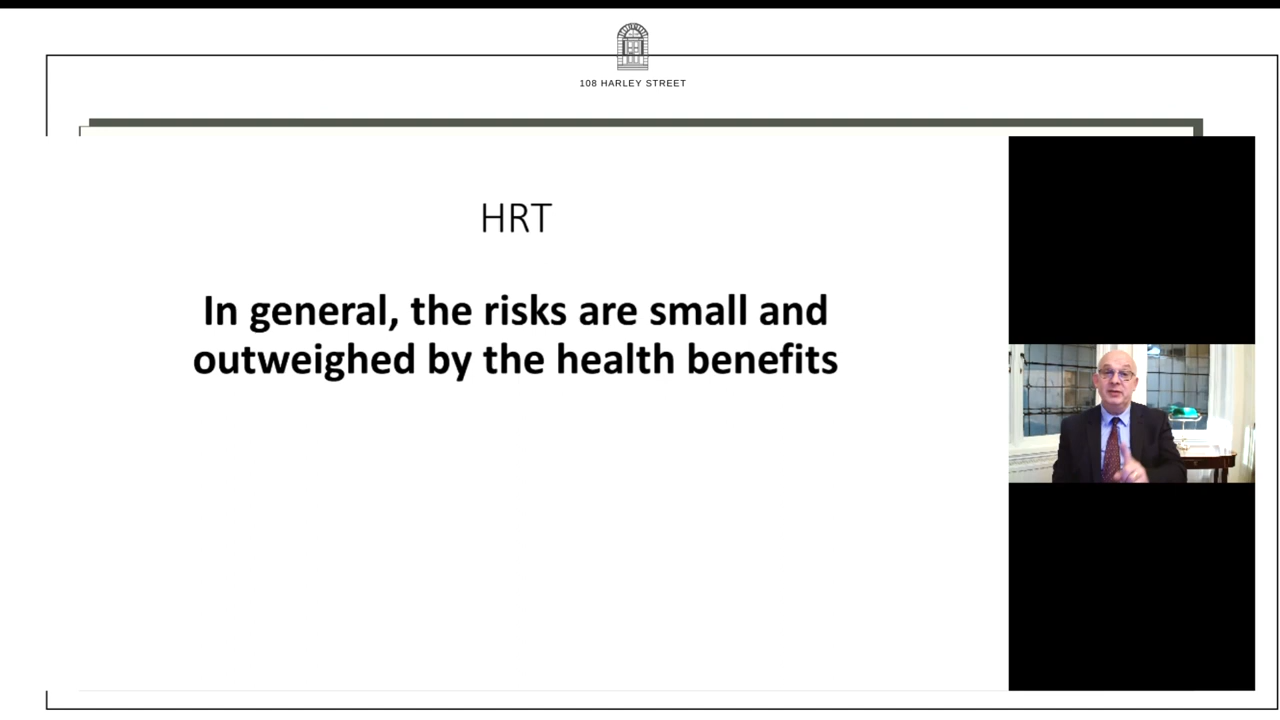 108 HARLEY STREET
HRT
In general, the risks are small and
outweighed by the health benefits